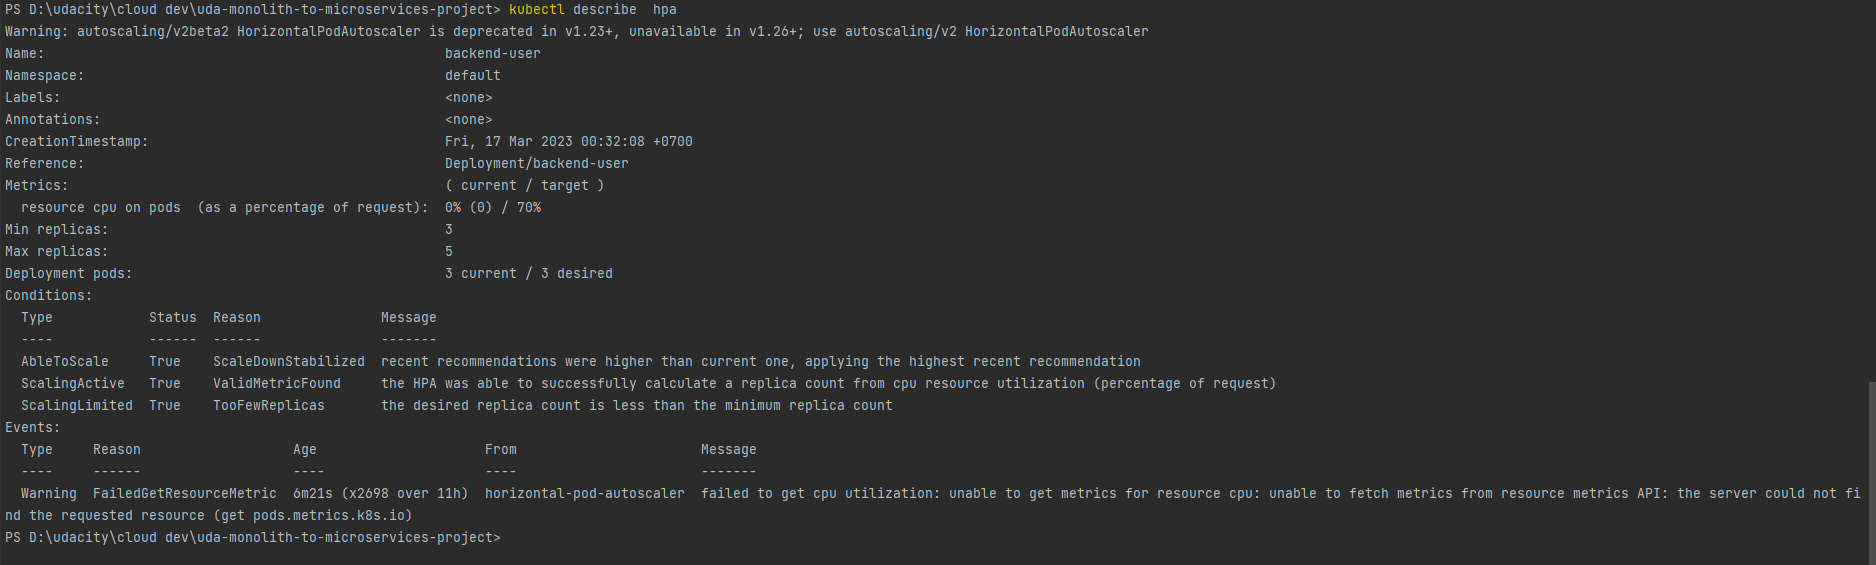 PS D:\udacity\cloud dev\uda-monolith-to-microservices-project> kubectl describe  hpa
Warning: autoscaling/v2beta2 HorizontalPodAutoscaler is deprecated in v1.23+, unavailable in v1.26+; use autoscaling/v2 HorizontalPodAutoscaler
Name:                                                  backend-user
Namespace:                                             default
Labels:                                                <none>
Annotations:                                           <none>
CreationTimestamp:                                     Fri, 17 Mar 2023 00:32:08 +0700
Reference:                                             Deployment/backend-user
Metrics:                                               ( current / target )
  resource cpu on pods  (as a percentage of request):  0% (0) / 70%
Min replicas:                                          3
Max replicas:                                          5
Deployment pods:                                       3 current / 3 desired
Conditions:
  Type            Status  Reason               Message
  ----            ------  ------               -------
  AbleToScale     True    ScaleDownStabilized  recent recommendations were higher than current one, applying the highest recent recommendation
  ScalingActive   True    ValidMetricFound     the HPA was able to successfully calculate a replica count from cpu resource utilization (percentage of request)
  ScalingLimited  True    TooFewReplicas       the desired replica count is less than the minimum replica count
Events:
  Type     Reason                   Age                     From                       Message
  ----     ------                   ----                    ----                       -------
  Warning  FailedGetResourceMetric  6m21s (x2698 over 11h)  horizontal-pod-autoscaler  failed to get cpu utilization: unable to get metrics for resource cpu: unable to fetch metrics from resource metrics API: the server could not fi
nd the requested resource (get pods.metrics.k8s.io)
PS D:\udacity\cloud dev\uda-monolith-to-microservices-project>